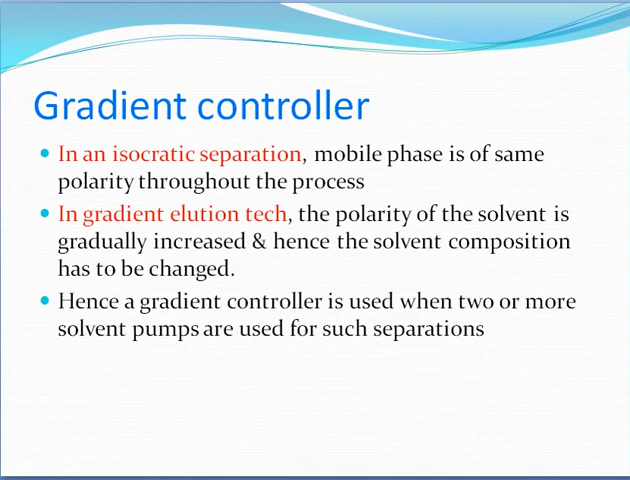 Gradient controller
• In an isocratic separation, mobile phase is of same
polarity throughout the process
• In gradient elution tech, the polarity of the solvent is
gradually increased & hence the solvent composition
has to be changed.
• Hence a gradient controller is used when two or more
solvent pumps are used for such separations